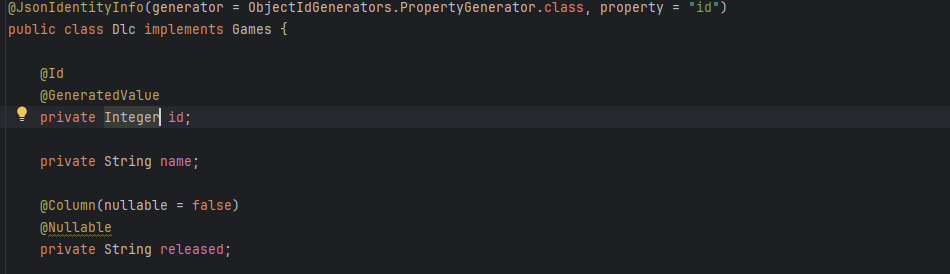 @JsonIdentityInfo(generator = ObjectIdGenerators.PropertyGenerator.class, property = "id")
public class Dlc implements Games {
@Id
@GeneratedValue
private Integer id;
private String name;
@Column(nullable = false)
@Nullable
private String released;